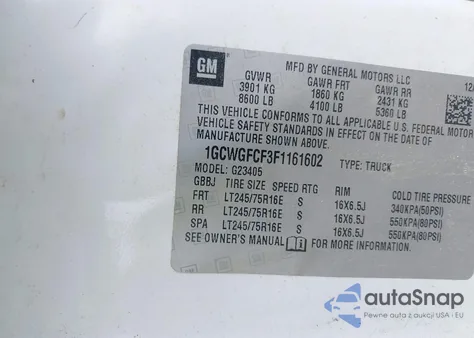 GM
MFD BY GENERAL MOTORS LLC 12/
GVWR GAWR FRT GAWR RR
3901 KG 1860 KG 2431 KG
8600 LB 4100 LB 5360 LB
THIS VEHICLE CONFORMS TO ALL APPLICABLE U.S. FEDERAL MOTOR
VEHICLE SAFETY STANDARDS IN EFFECT ON THE DATE OF
MANUFACTURE SHOWN ABOVE.
1GCWGFCF3F1161602 TYPE: TRUCK
MODEL: G23405
GBBJ TIRE SIZE SPEED RTG RIM COLD TIRE PRESSURE
FRT LT245/75R16E S 16X6.5J 340KPA(50PSI)
RR LT245/75R16E S 16X6.5J 550KPA(80PSI)
SPA LT245/75R16E S 16X6.5J 550KPA(80PSI)
SEE OWNER'S MANUAL FOR MORE INFORMATION.
autoSnap
Pewne auta z aukcji USA i EU